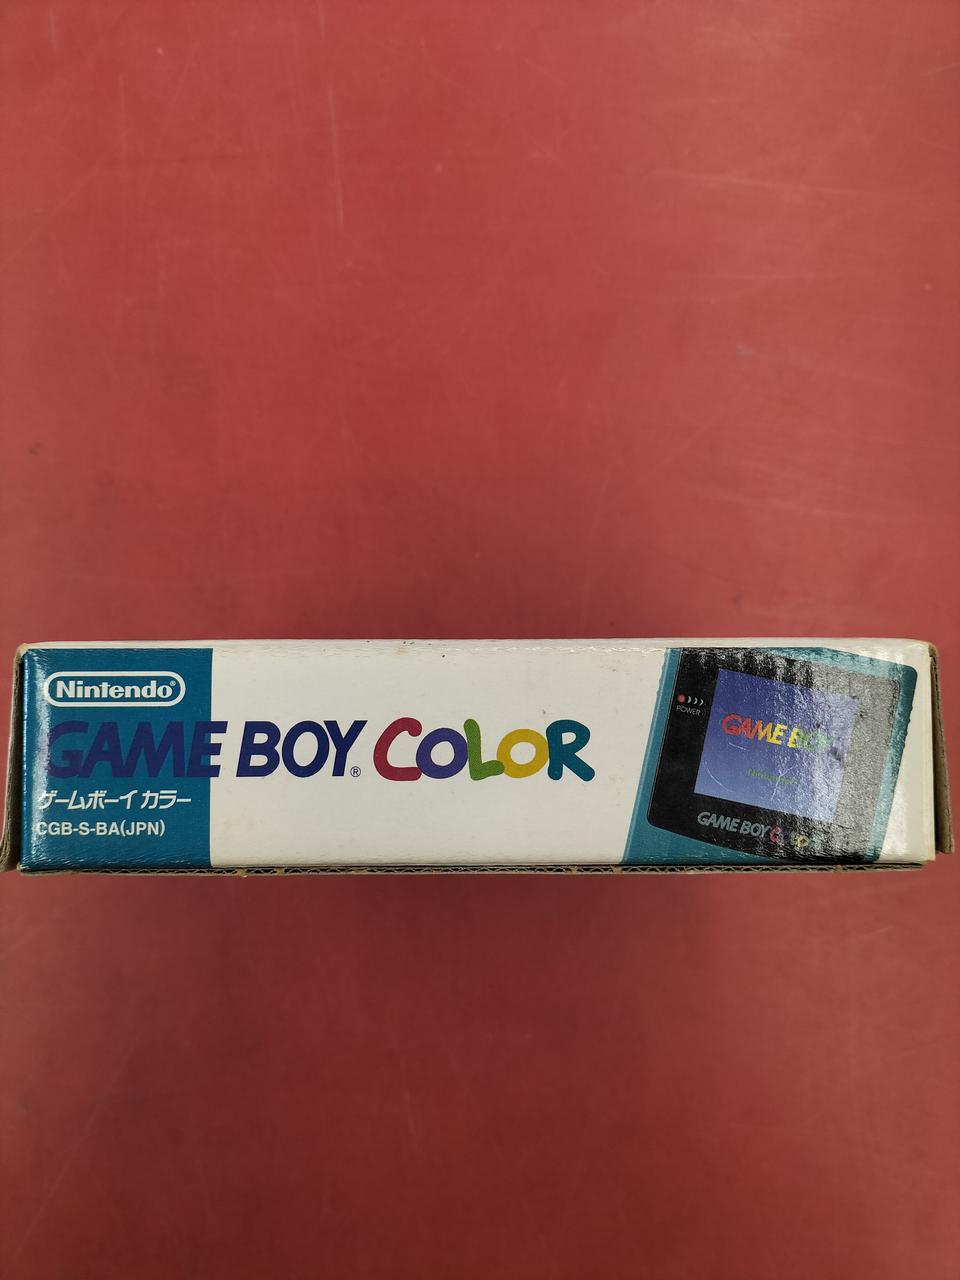 Nintendo®
GAME BOY® COLOR
ゲームボーイ カラー
CGB-S-BA(JPN)
POWER
GAME BOY
Nintendo
GAME BOY COLOR